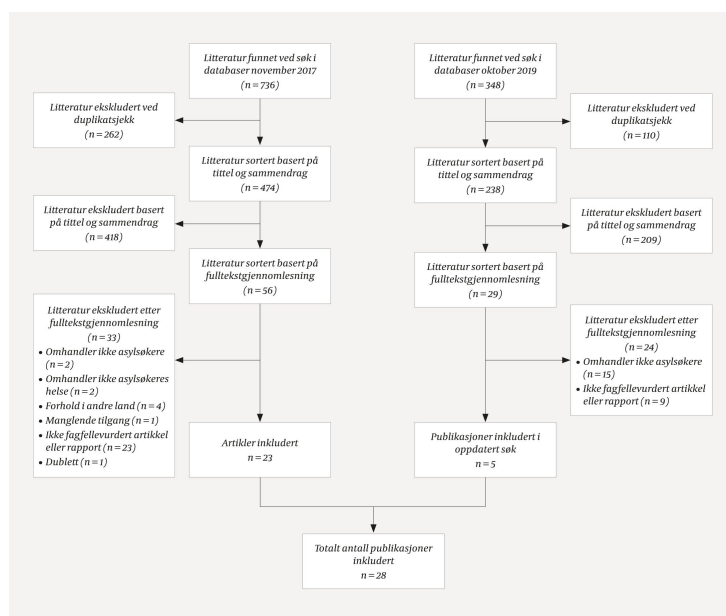 Litteratur funnet ved søk i
databaser november 2017
(n = 736)
Litteratur ekskludert ved
duplikatsjekk
(n = 262)
Litteratur sortert basert på
tittel og sammendrag
(n = 474)
Litteratur ekskludert basert
på tittel og sammendrag
(n = 418)
Litteratur sortert basert på
fulltekstgjennomlesning
(n = 56)
Litteratur ekskludert etter
fulltekstgjennomlesning
(n = 33)
• Omhandler ikke asylsøkere
(n = 2)
• Omhandler ikke asylsøkeres
helse (n = 2)
• Forhold i andre land (n = 4)
• Manglende tilgang (n = 1)
• Ikke fagfellevurdert artikkel
eller rapport (n = 23)
• Dublett (n = 1)
Artikler inkludert
n = 23
Litteratur funnet ved søk i
databaser oktober 2019
(n = 348)
Litteratur ekskludert ved
duplikatsjekk
(n = 110)
Litteratur sortert basert på
tittel og sammendrag
(n = 238)
Litteratur ekskludert basert
på tittel og sammendrag
(n = 209)
Litteratur sortert basert på
fulltekstgjennomlesning
(n = 29)
Litteratur ekskludert etter
fulltekstgjennomlesning
(n = 24)
• Omhandler ikke asylsøkere
(n = 15)
• Ikke fagfellevurdert artikkel
eller rapport (n = 9)
Publikasjoner inkludert i
oppdatert søk
n = 5
Totalt antall publikasjoner
inkludert
n = 28